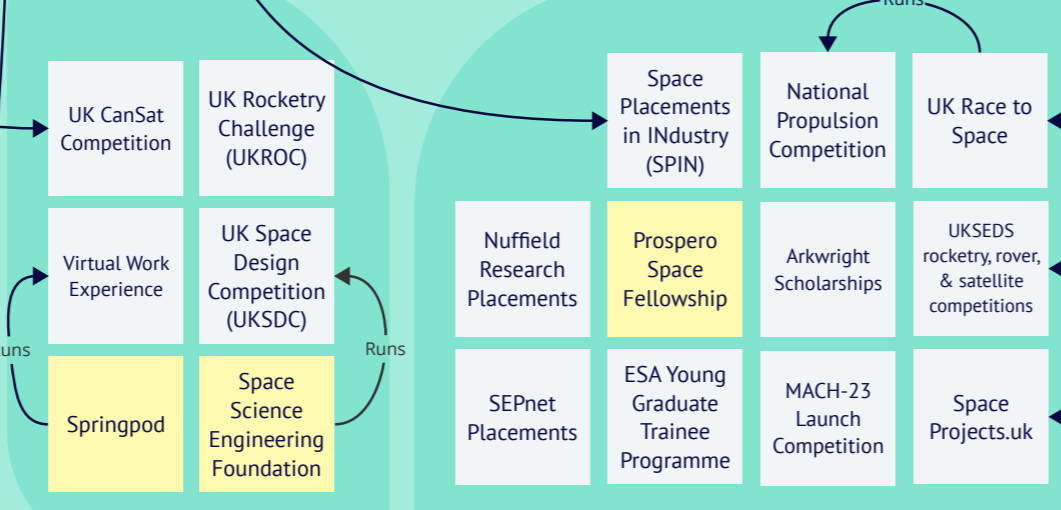 Runs
UK CanSat
Competition
UK Rocketry
Challenge
(UKROC)
Space
Placements
in INdustry
(SPIN)
National
Propulsion
Competition
UK Race to
Space
Virtual Work
Experience
UK Space
Design
Competition
(UKSDC)
Nuffield
Research
Placements
Prospero
Space
Fellowship
Arkwright
Scholarships
UKSEDS
rocketry, rover,
& satellite
competitions
uns
Runs
Springpod
Space
Science
Engineering
Foundation
SEPnet
Placements
ESA Young
Graduate
Trainee
Programme
MACH-23
Launch
Competition
Space
Projects.uk